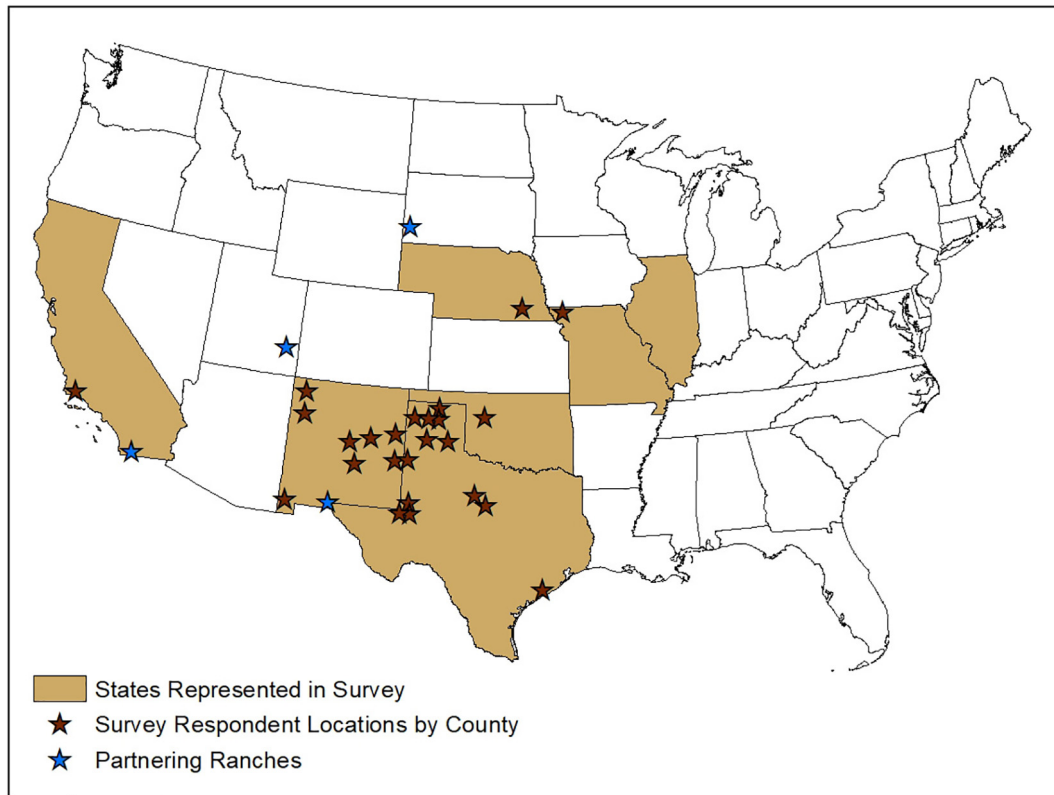 States Represented in Survey
Survey Respondent Locations by County
Partnering Ranches